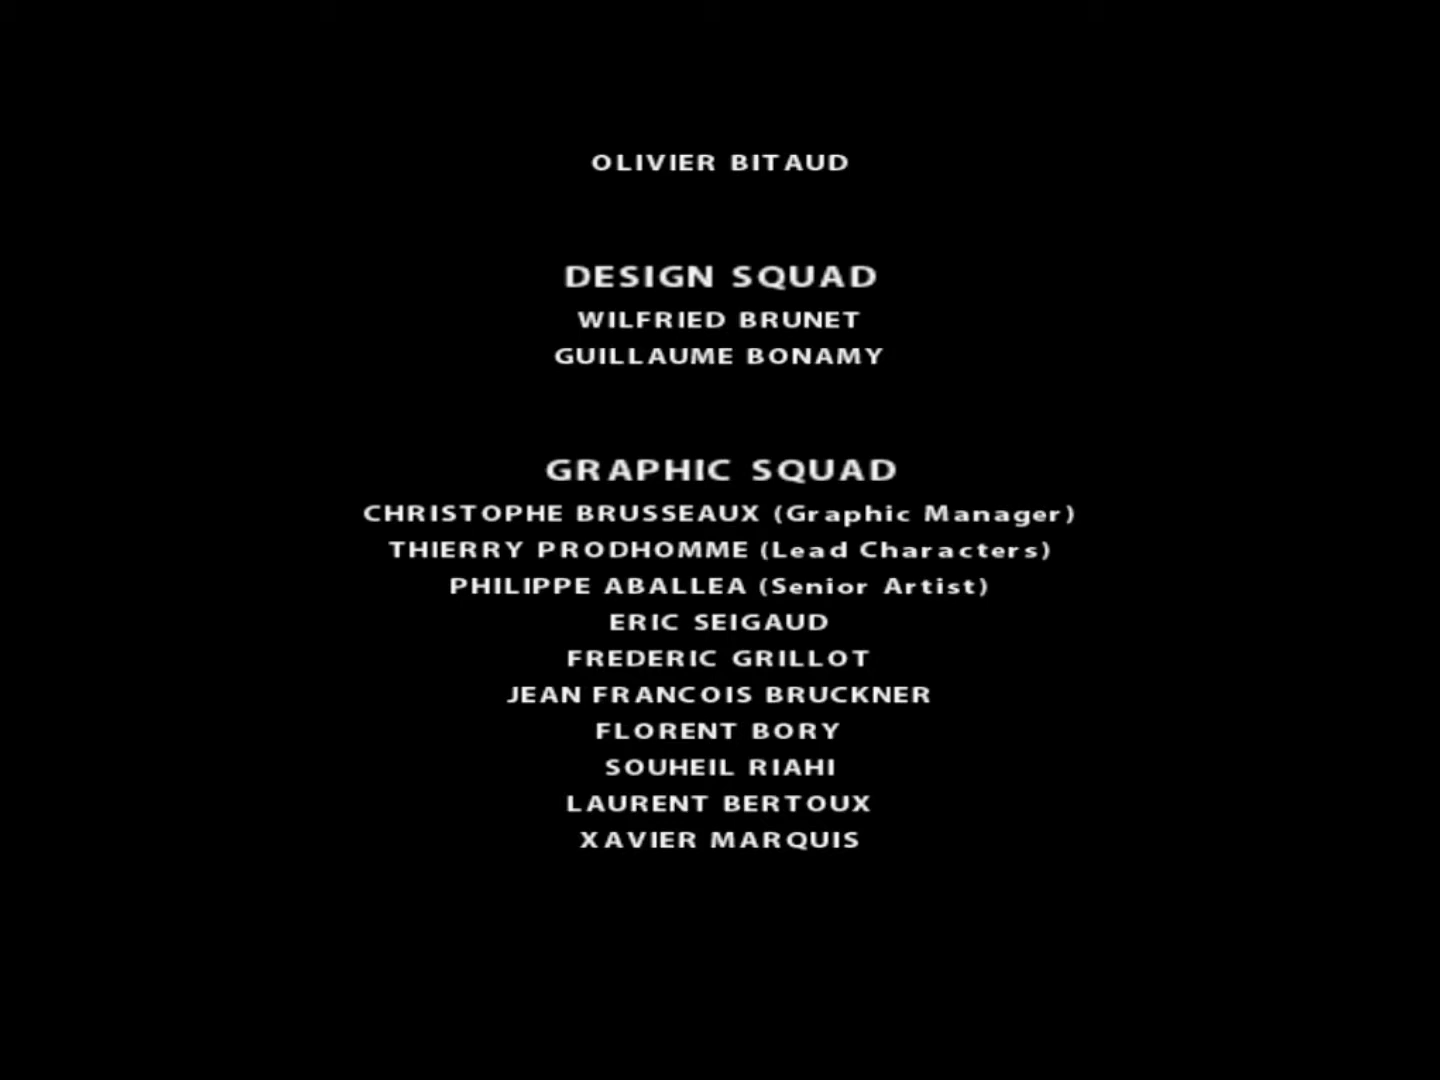 OLIVIER BITAUD
DESIGN SQUAD
WILFRIED BRUNET
GUILLAUME BONAMY
GRAPHIC SQUAD
CHRISTOPHE BRUSSEAUX (Graphic Manager)
THIERRY PRODHOMME (Lead Characters)
PHILIPPE ABALLEA (Senior Artist)
ERIC SEIGAUD
FREDERIC GRILLOT
JEAN FRANCOIS BRUCKNER
FLORENT BORY
SOUHEIL RIAHI
LAURENT BERTOUX
XAVIER MARQUIS